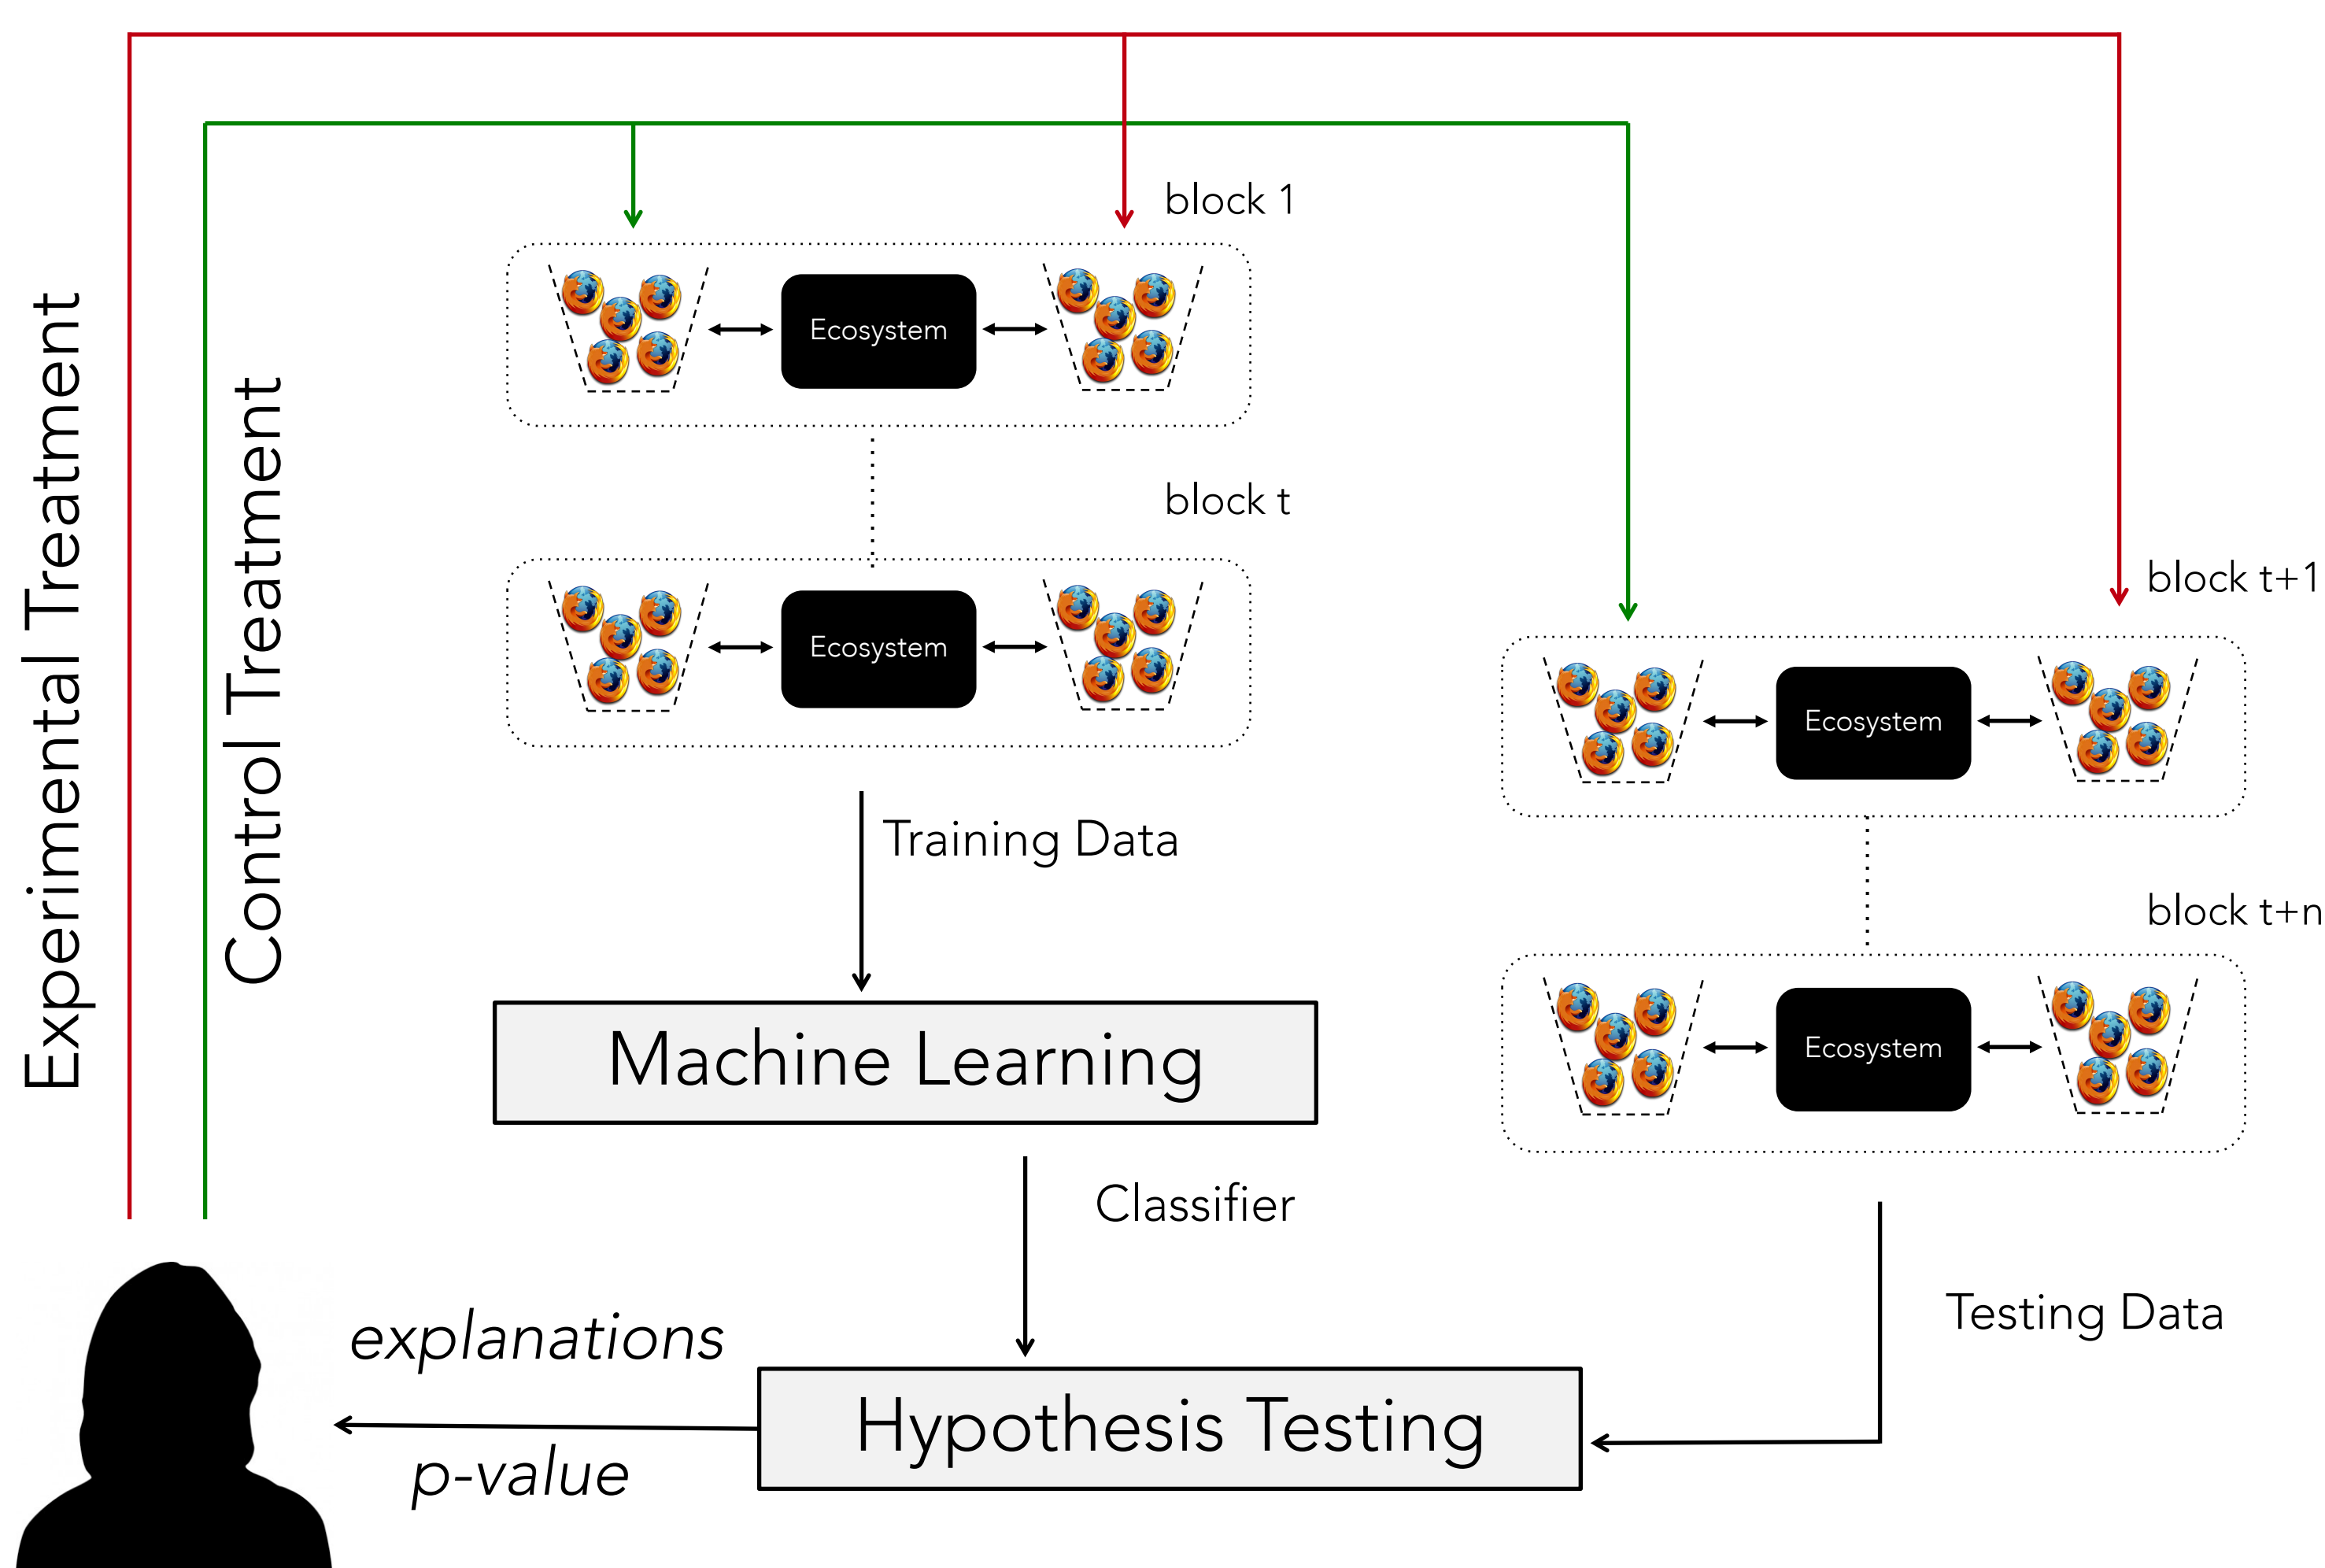 Experimental Treatment
Control Treatment
block 1
Ecosystem
block t
Ecosystem
block t+1
Ecosystem
block t+n
Ecosystem
Training Data
Machine Learning
Classifier
Testing Data
Hypothesis Testing
explanations
p-value